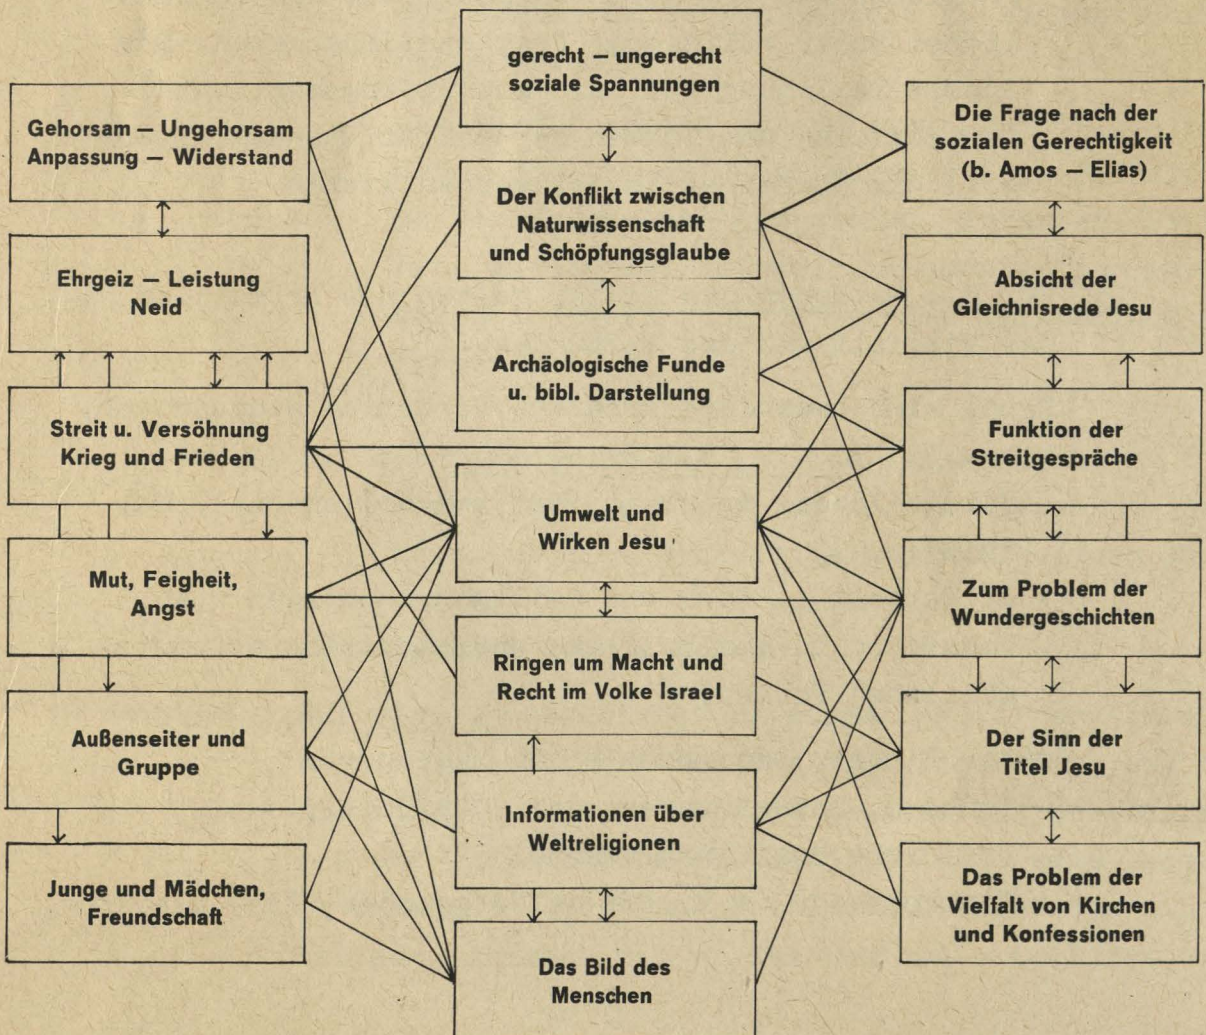 gerecht – ungerecht
soziale Spannungen
Gehorsam – Ungehorsam
Anpassung – Widerstand
Die Frage nach der
sozialen Gerechtigkeit
(b. Amos – Elias)
Der Konflikt zwischen
Naturwissenschaft
und Schöpfungsglaube
Ehrgeiz – Leistung
Neid
Absicht der
Gleichnisrede Jesu
Archäologische Funde
u. bibl. Darstellung
Streit u. Versöhnung
Krieg und Frieden
Funktion der
Streitgespräche
Umwelt und
Wirken Jesu
Mut, Feigheit,
Angst
Zum Problem der
Wundergeschichten
Ringen um Macht und
Recht im Volke Israel
Außenseiter und
Gruppe
Der Sinn der
Titel Jesu
Informationen über
Weltreligionen
Junge und Mädchen,
Freundschaft
Das Problem der
Vielfalt von Kirchen
und Konfessionen
Das Bild des
Menschen